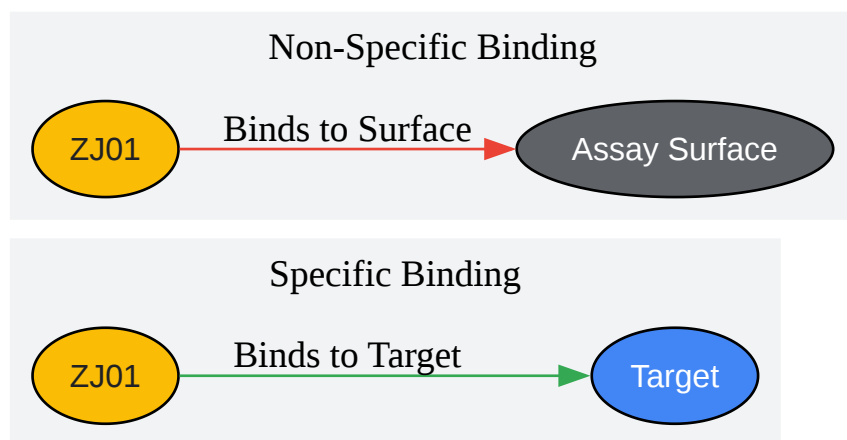 Non-Specific Binding
ZJ01
Binds to Surface
Assay Surface
Specific Binding
ZJ01
Binds to Target
Target